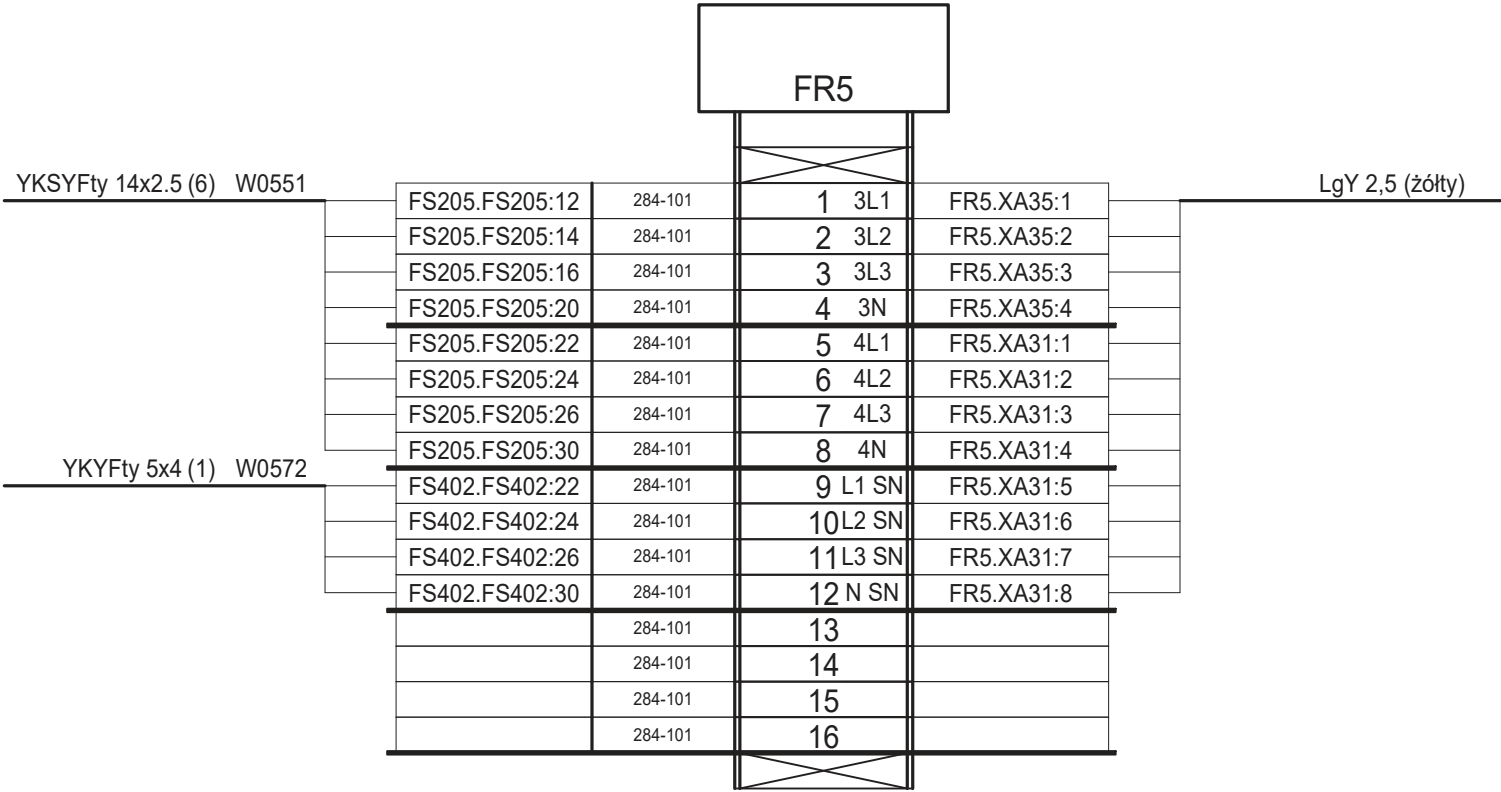 FR5
YKSYFty 14x2.5 (6) W0551
LgY 2,5 (żółty)
FS205.FS205:12 284-101 1 3L1 FR5.XA35:1
FS205.FS205:14 284-101 2 3L2 FR5.XA35:2
FS205.FS205:16 284-101 3 3L3 FR5.XA35:3
FS205.FS205:20 284-101 4 3N FR5.XA35:4
FS205.FS205:22 284-101 5 4L1 FR5.XA31:1
FS205.FS205:24 284-101 6 4L2 FR5.XA31:2
FS205.FS205:26 284-101 7 4L3 FR5.XA31:3
FS205.FS205:30 284-101 8 4N FR5.XA31:4
YKYFty 5x4 (1) W0572
FS402.FS402:22 284-101 9 L1 SN FR5.XA31:5
FS402.FS402:24 284-101 10 L2 SN FR5.XA31:6
FS402.FS402:26 284-101 11 L3 SN FR5.XA31:7
FS402.FS402:30 284-101 12 N SN FR5.XA31:8
284-101 13
284-101 14
284-101 15
284-101 16